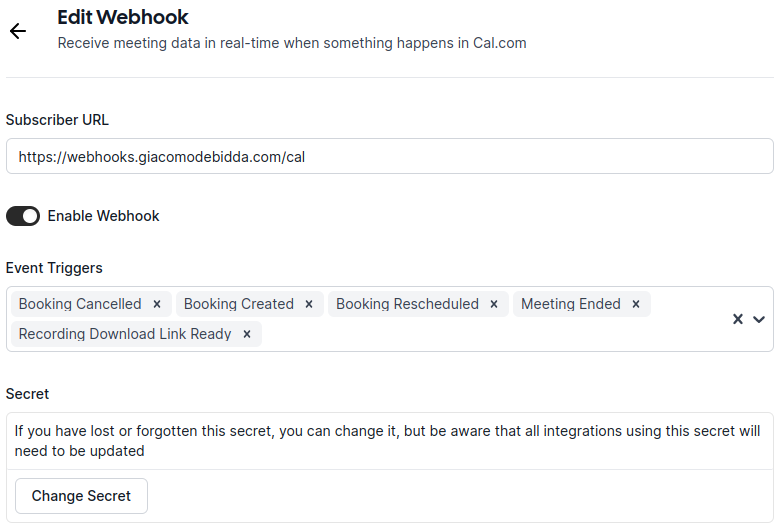 Edit Webhook
Receive meeting data in real-time when something happens in Cal.com
Subscriber URL
https://webhooks.giacomodebidda.com/cal
Enable Webhook
Event Triggers
Booking Cancelled × Booking Created × Booking Rescheduled × Meeting Ended ×
Recording Download Link Ready ×
Secret
If you have lost or forgotten this secret, you can change it, but be aware that all integrations using this secret will
need to be updated
Change Secret